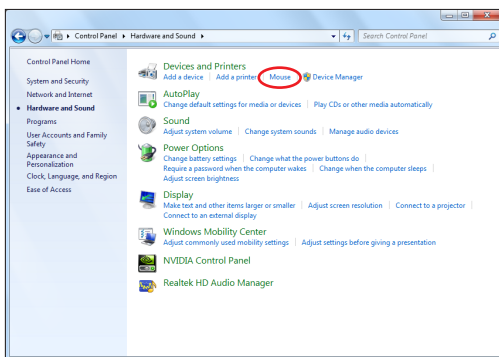 Control Panel ▸ Hardware and Sound ▸ Search Control Panel
Control Panel Home
System and Security
Network and Internet
Hardware and Sound
Programs
User Accounts and Family
Safety
Appearance and
Personalization
Clock, Language, and Region
Ease of Access
Devices and Printers
Add a device | Add a printer | Mouse | Device Manager
AutoPlay
Change default settings for media or devices | Play CDs or other media automatically
Sound
Adjust system volume | Change system sounds | Manage audio devices
Power Options
Change battery settings | Change what the power buttons do |
Require a password when the computer wakes | Change when the computer sleeps |
Adjust screen brightness
Display
Make text and other items larger or smaller | Adjust screen resolution | Connect to a projector |
Connect to an external display
Windows Mobility Center
Adjust commonly used mobility settings | Adjust settings before giving a presentation
NVIDIA Control Panel
Realtek HD Audio Manager